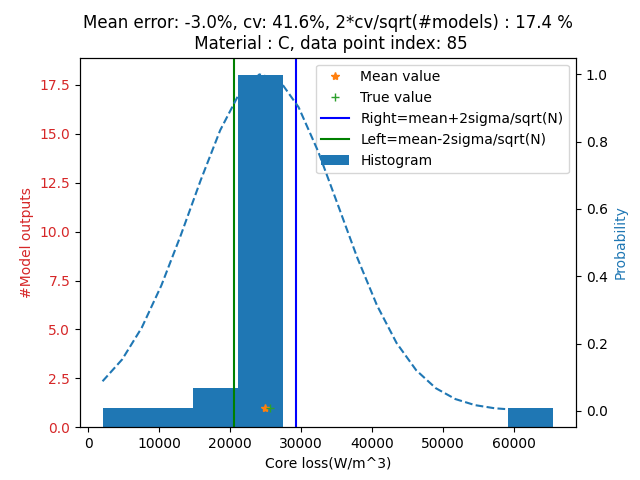 Mean error: -3.0%, cv: 41.6%, 2*cv/sqrt(#models) : 17.4 %
Material : C, data point index: 85
Mean value
True value
Right=mean+2sigma/sqrt(N)
Left=mean-2sigma/sqrt(N)
Histogram
#Model outputs
17.5
15.0
12.5
10.0
7.5
5.0
2.5
0.0
1.0
0.8
0.6
0.4
0.2
0.0
Probability
0 10000 20000 30000 40000 50000 60000
Core loss(W/m^3)